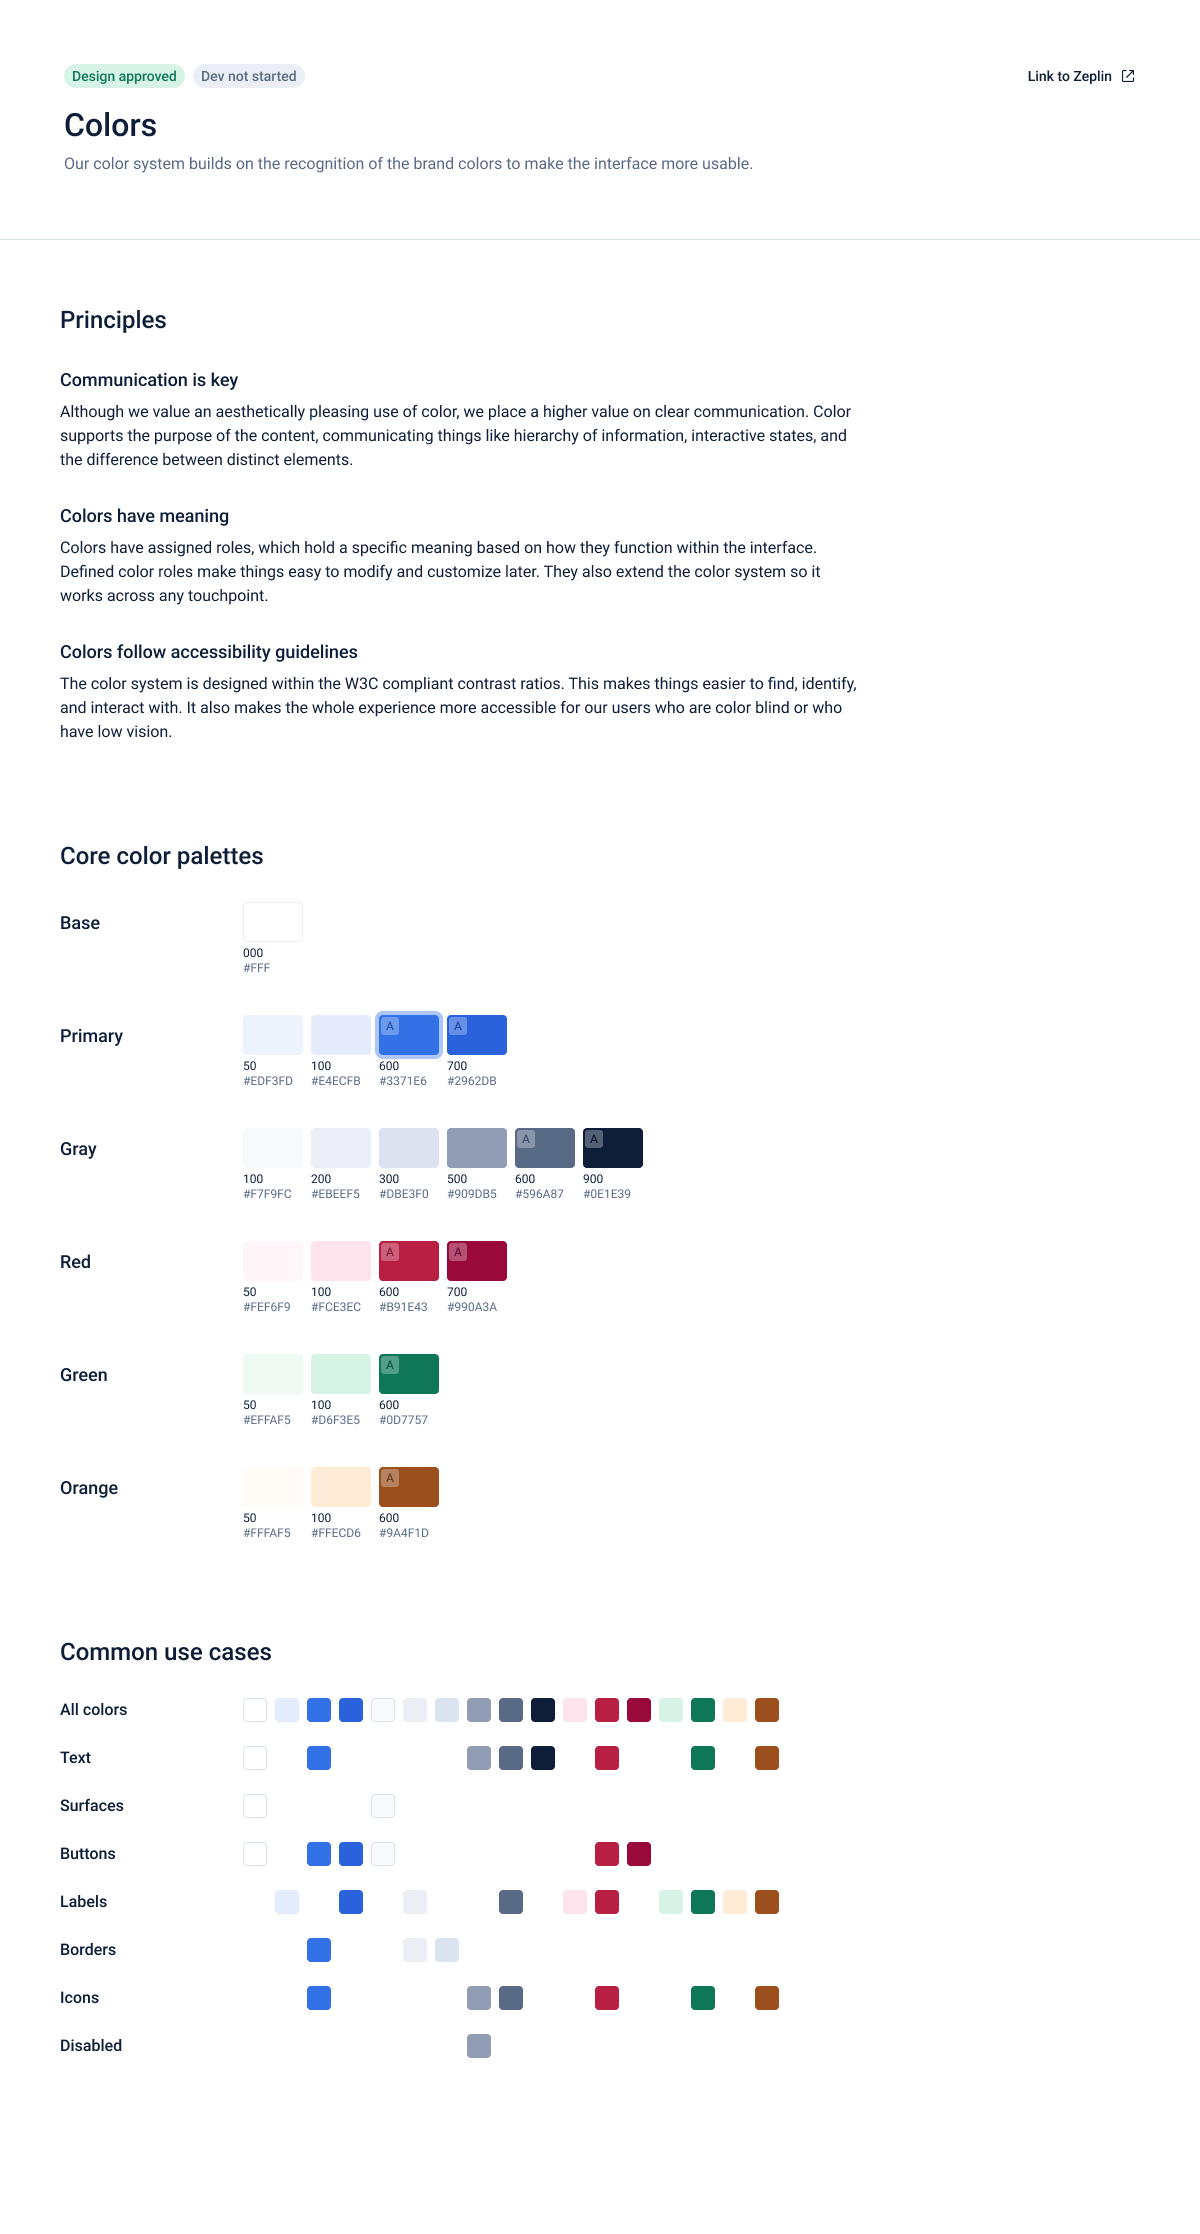 Design approved Dev not started Link to Zeplin
Colors
Our color system builds on the recognition of the brand colors to make the interface more usable.
Principles
Communication is key
Although we value an aesthetically pleasing use of color, we place a higher value on clear communication. Color
supports the purpose of the content, communicating things like hierarchy of information, interactive states, and
the difference between distinct elements.
Colors have meaning
Colors have assigned roles, which hold a specific meaning based on how they function within the interface.
Defined color roles make things easy to modify and customize later. They also extend the color system so it
works across any touchpoint.
Colors follow accessibility guidelines
The color system is designed within the W3C compliant contrast ratios. This makes things easier to find, identify,
and interact with. It also makes the whole experience more accessible for our users who are color blind or who
have low vision.
Core color palettes
Base
000
#FFF
Primary
A A
50 100 600 700
#EDF3FD #E4ECFB #3371E6 #2962DB
Gray
A A
100 200 300 500 600 900
#F7F9FC #EBEEF5 #DBE3F0 #909DB5 #596A87 #0E1E39
Red
A A
50 100 600 700
#FEF6F9 #FCE3EC #B91E43 #990A3A
Green
A
50 100 600
#EFFAF5 #D6F3E5 #0D7757
Orange
A
50 100 600
#FFFAF5 #FFECD6 #9A4F1D
Common use cases
All colors
Text
Surfaces
Buttons
Labels
Borders
Icons
Disabled